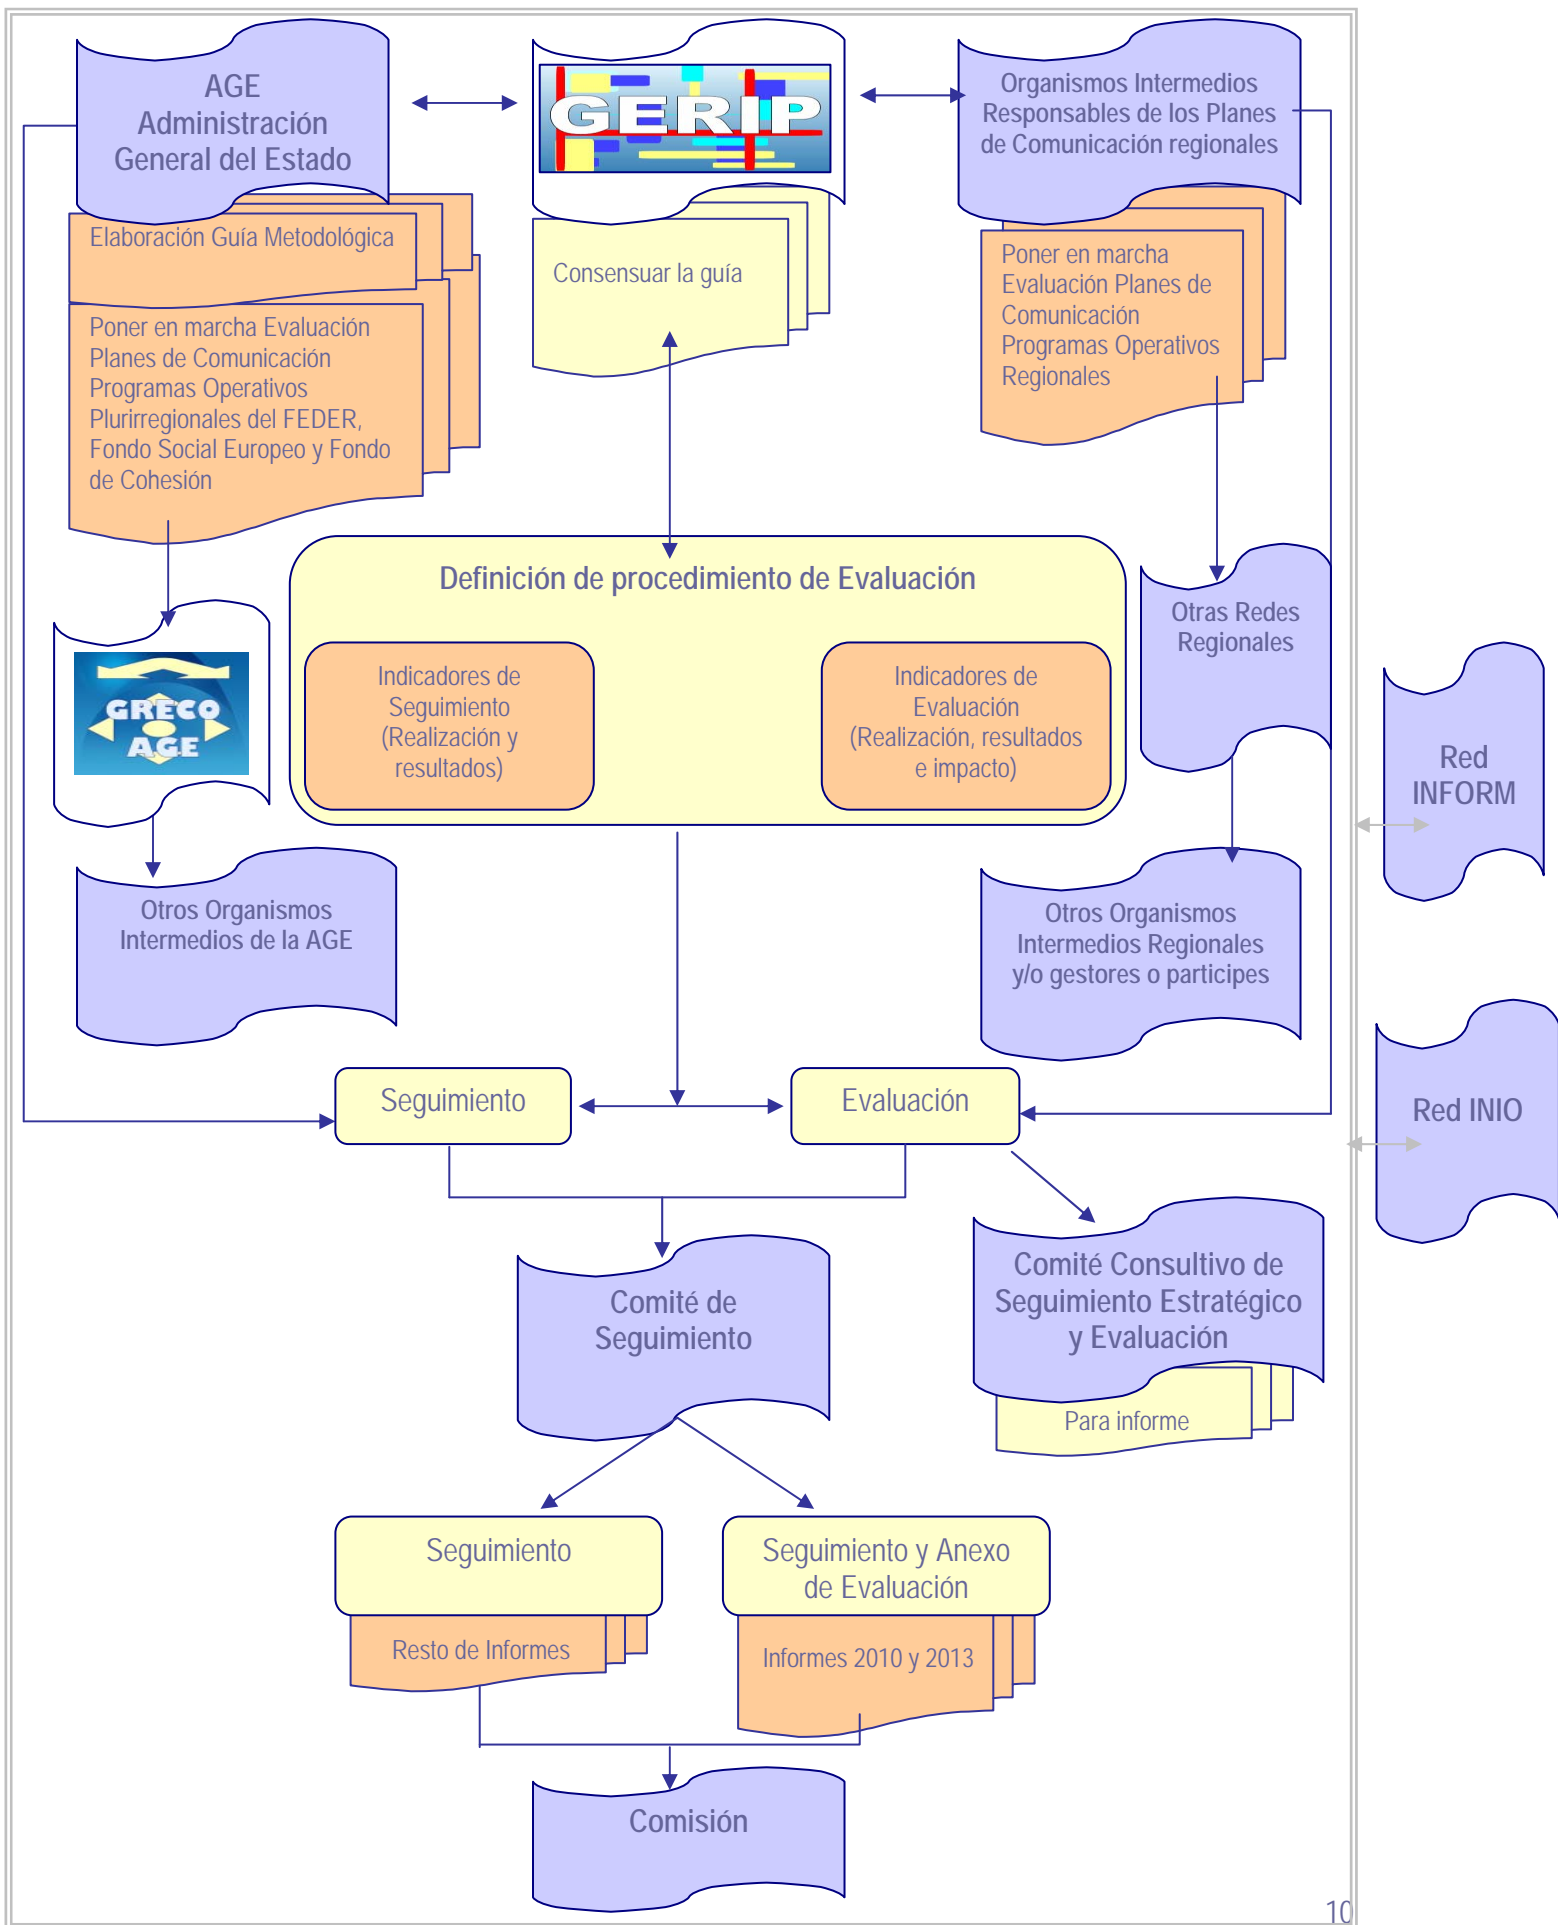 AGE
Administración
General del Estado
GERIP
Organismos Intermedios
Responsables de los Planes
de Comunicación regionales
Elaboración Guía Metodológica
Consensuar la guía
Poner en marcha
Evaluación Planes de
Comunicación
Programas Operativos
Regionales
Poner en marcha Evaluación
Planes de Comunicación
Programas Operativos
Plurirregionales del FEDER,
Fondo Social Europeo y Fondo
de Cohesión
Definición de procedimiento de Evaluación
Indicadores de
Seguimiento
(Realización y
resultados)
Indicadores de
Evaluación
(Realización, resultados
e impacto)
Otras Redes
Regionales
GRECO
AGE
Red
INFORM
Otros Organismos
Intermedios de la AGE
Otros Organismos
Intermedios Regionales
y/o gestores o participes
Seguimiento
Evaluación
Red INIO
Comité de
Seguimiento
Comité Consultivo de
Seguimiento Estratégico
y Evaluación
Para informe
Seguimiento
Seguimiento y Anexo
de Evaluación
Resto de Informes
Informes 2010 y 2013
Comisión
10